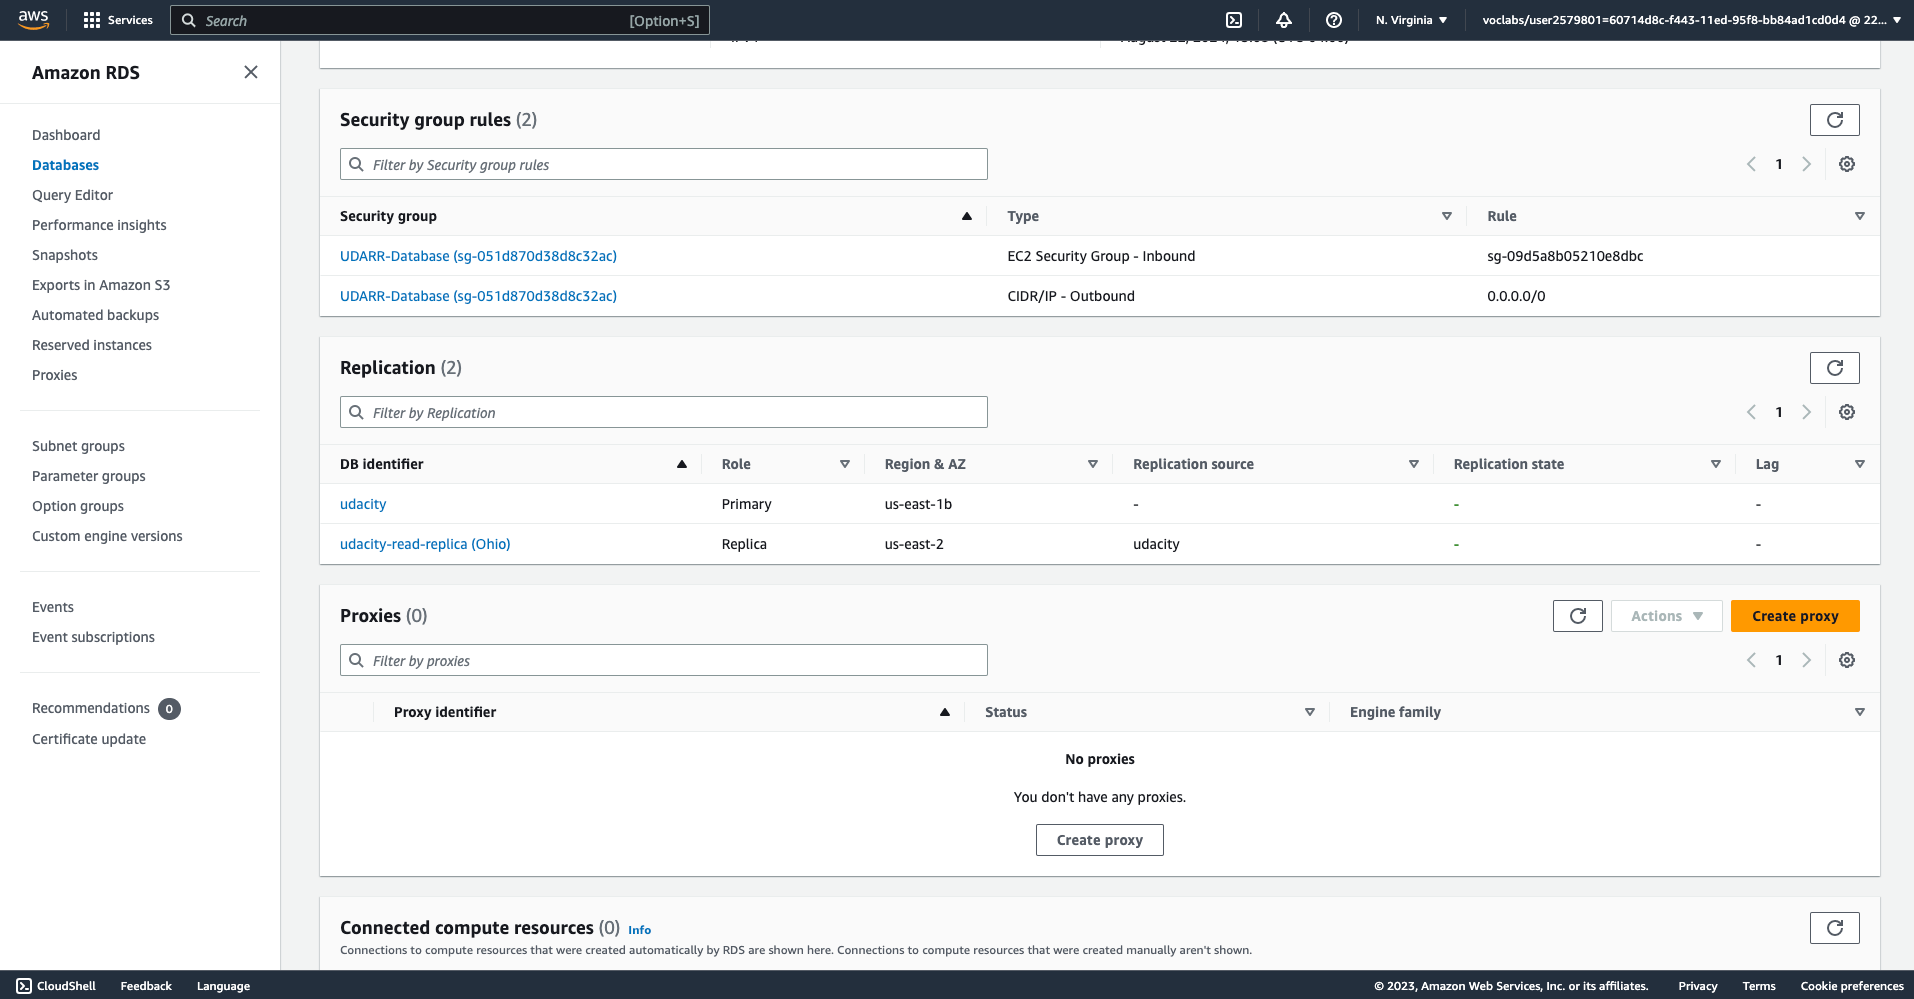 aws
Services
Search
[Option+S]
N. Virginia
voclabs/user2579801=60714d8c-f443-11ed-95f8-bb84ad1cd0d4 @ 22...
Amazon RDS
Dashboard
Databases
Query Editor
Performance insights
Snapshots
Exports in Amazon S3
Automated backups
Reserved instances
Proxies
Subnet groups
Parameter groups
Option groups
Custom engine versions
Events
Event subscriptions
Recommendations 0
Certificate update
Security group rules (2)
Filter by Security group rules
1
Security group Type Rule
UDARR-Database (sg-051d870d38d8c32ac) EC2 Security Group - Inbound sg-09d5a8b05210e8dbc
UDARR-Database (sg-051d870d38d8c32ac) CIDR/IP - Outbound 0.0.0.0/0
Replication (2)
Filter by Replication
1
DB identifier Role Region & AZ Replication source Replication state Lag
udacity Primary us-east-1b - - -
udacity-read-replica (Ohio) Replica us-east-2 udacity - -
Proxies (0)
Actions
Create proxy
Filter by proxies
1
Proxy identifier Status Engine family
No proxies
You don't have any proxies.
Create proxy
Connected compute resources (0) Info
Connections to compute resources that were created automatically by RDS are shown here. Connections to compute resources that were created manually aren't shown.
CloudShell Feedback Language
© 2023, Amazon Web Services, Inc. or its affiliates. Privacy Terms Cookie preferences